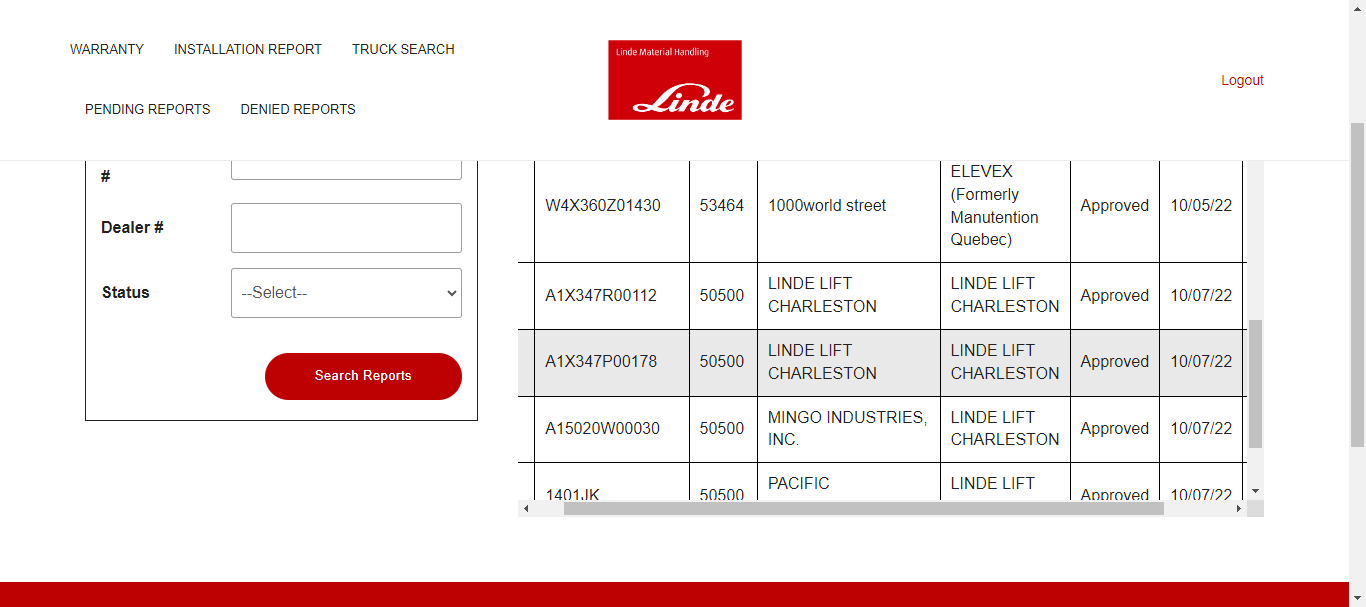 WARRANTY
INSTALLATION REPORT
TRUCK SEARCH
PENDING REPORTS
DENIED REPORTS
Linde Material Handling
Linde
Logout
#
Dealer #
Status
--Select--
Search Reports
W4X360Z01430
53464
1000world street
ELEVEX
(Formerly
Manutention
Quebec)
Approved
10/05/22
A1X347R00112
50500
LINDE LIFT
CHARLESTON
LINDE LIFT
CHARLESTON
Approved
10/07/22
A1X347P00178
50500
LINDE LIFT
CHARLESTON
LINDE LIFT
CHARLESTON
Approved
10/07/22
A15020W00030
50500
MINGO INDUSTRIES,
INC.
LINDE LIFT
CHARLESTON
Approved
10/07/22
1401JK
50500
PACIFIC
LINDE LIFT
Approved
10/07/22